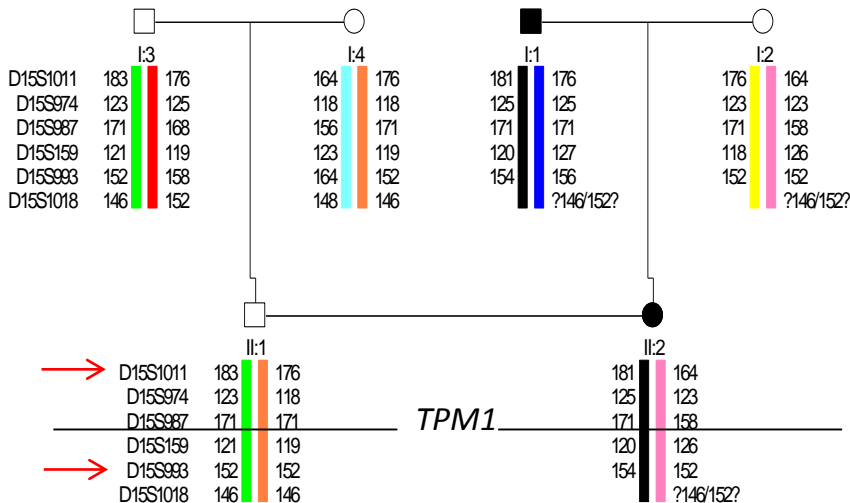 I:3 I:4 I:1 I:2
D15S1011 183 176 164 176 181 176 176 164
D15S974 123 125 118 118 125 125 123 123
D15S987 171 168 156 171 171 171 171 158
D15S159 121 119 123 119 120 127 118 126
D15S993 152 158 164 152 154 156 152 152
D15S1018 146 152 148 146 ?146/152? ?146/152?
II:1 II:2
D15S1011 183 176 181 164
D15S974 123 118 125 123
D15S987 171 171 TPM1 171 158
D15S159 121 119 120 126
D15S993 152 152 154 152
D15S1018 146 146 ?146/152?